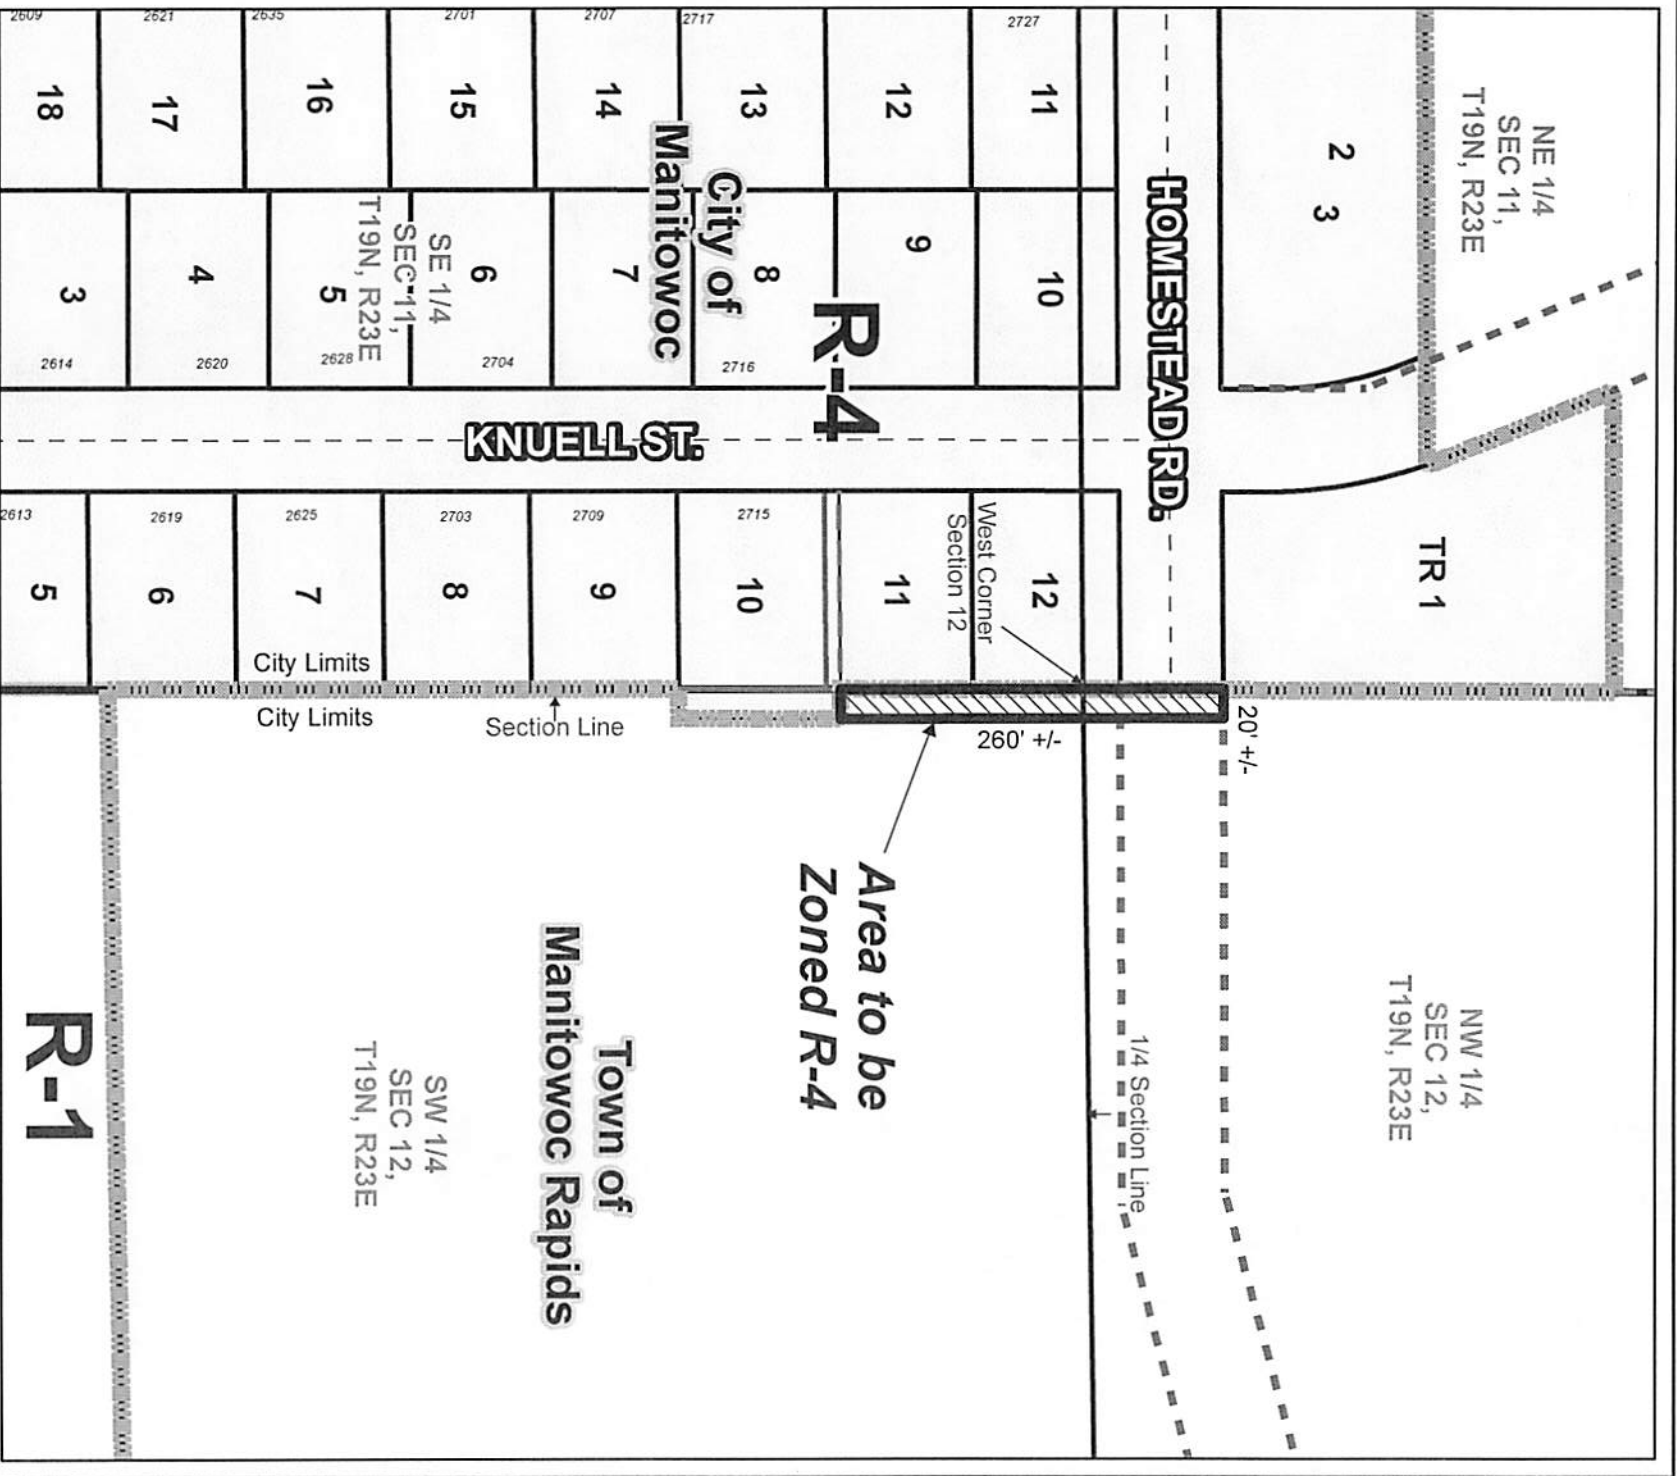 2609
2621
2635
2701
2707
2717
2727
18
17
16
15
14
13
12
11
2
3
NE 1/4
SEC 11,
T19N, R23E
3
4
5
6
7
8
9
10
SE 1/4
SEC 11,
T19N, R23E
City of
Manitowoc
R-4
HOMESTEAD RD.
2614
2620
2628
2704
2716
KNUELL ST.
2613
2619
2625
2703
2709
2715
5
6
7
8
9
10
11
12
West Corner
Section 12
TR 1
City Limits
City Limits
Section Line
260' +/-
20' +/-
Area to be
Zoned R-4
Town of
Manitowoc Rapids
1/4 Section Line
NW 1/4
SEC 12,
T19N, R23E
SW 1/4
SEC 12,
T19N, R23E
R-1